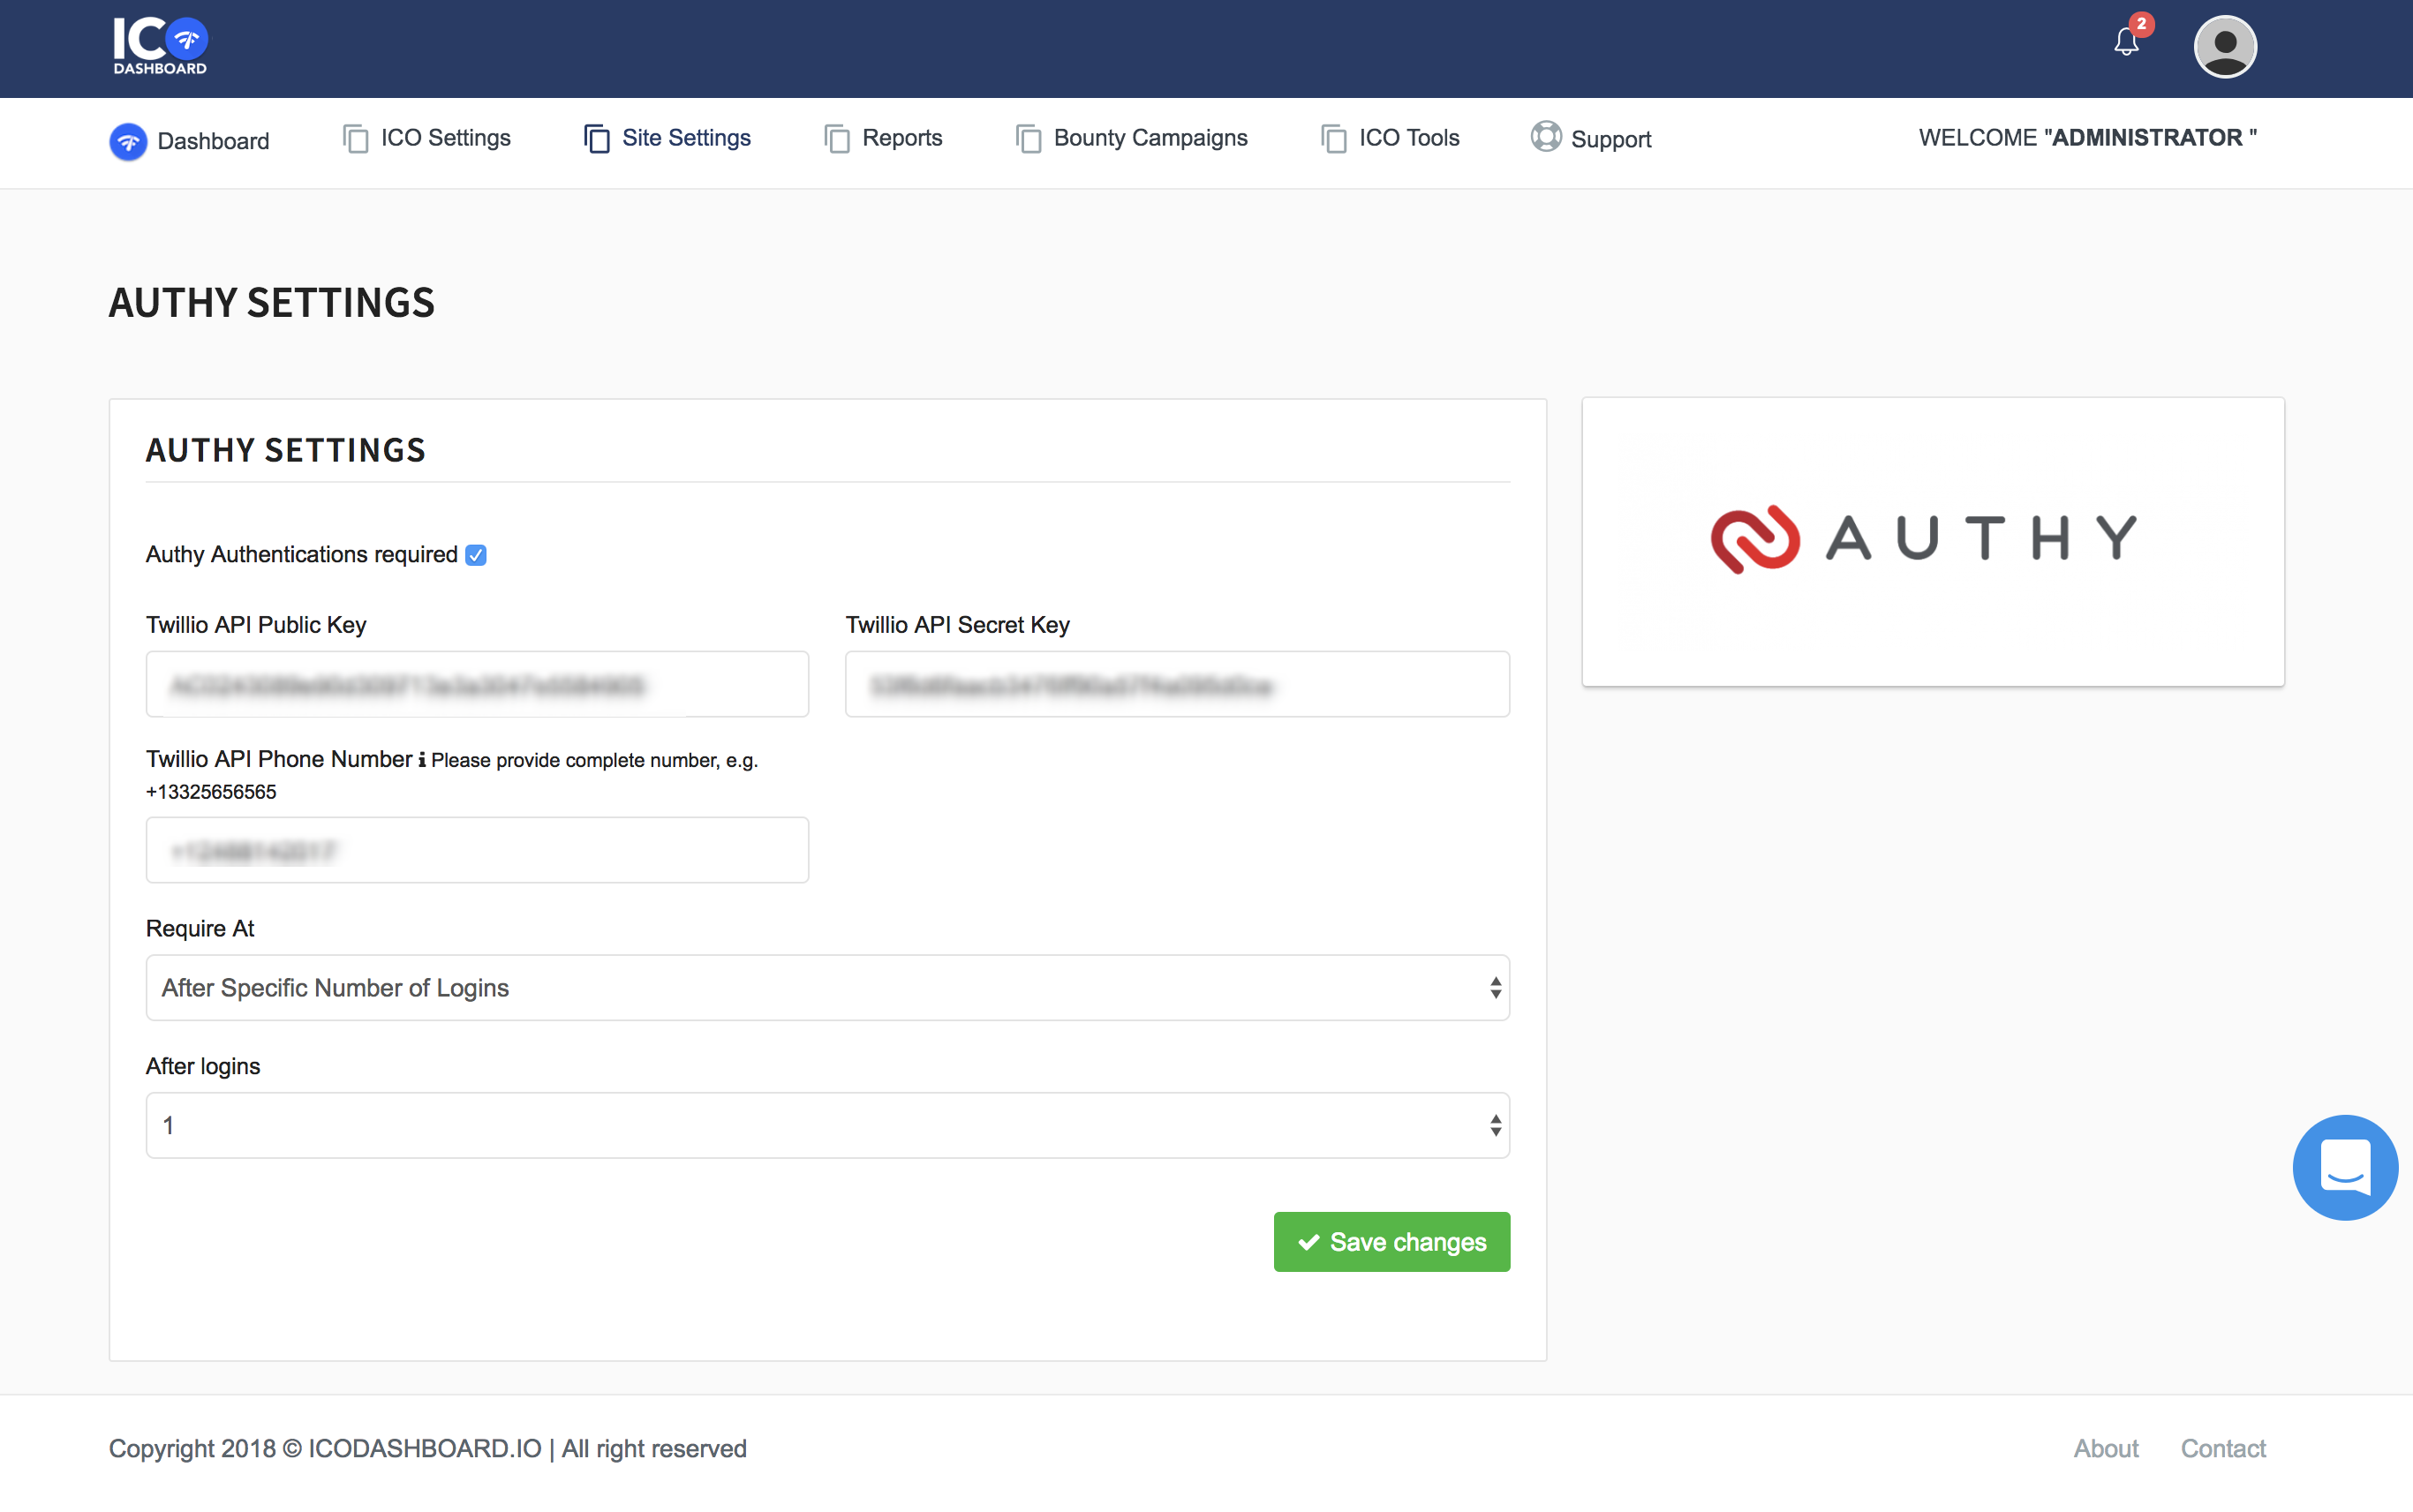 ICO
DASHBOARD
2
Dashboard ICO Settings Site Settings Reports Bounty Campaigns ICO Tools Support WELCOME "ADMINISTRATOR "
AUTHY SETTINGS
AUTHY SETTINGS
AUTHY
Authy Authentications required
Twillio API Public Key Twillio API Secret Key
Twillio API Phone Number i Please provide complete number, e.g.
+13325656565
Require At
After Specific Number of Logins
After logins
1
Save changes
Copyright 2018 © ICODASHBOARD.IO | All right reserved About Contact